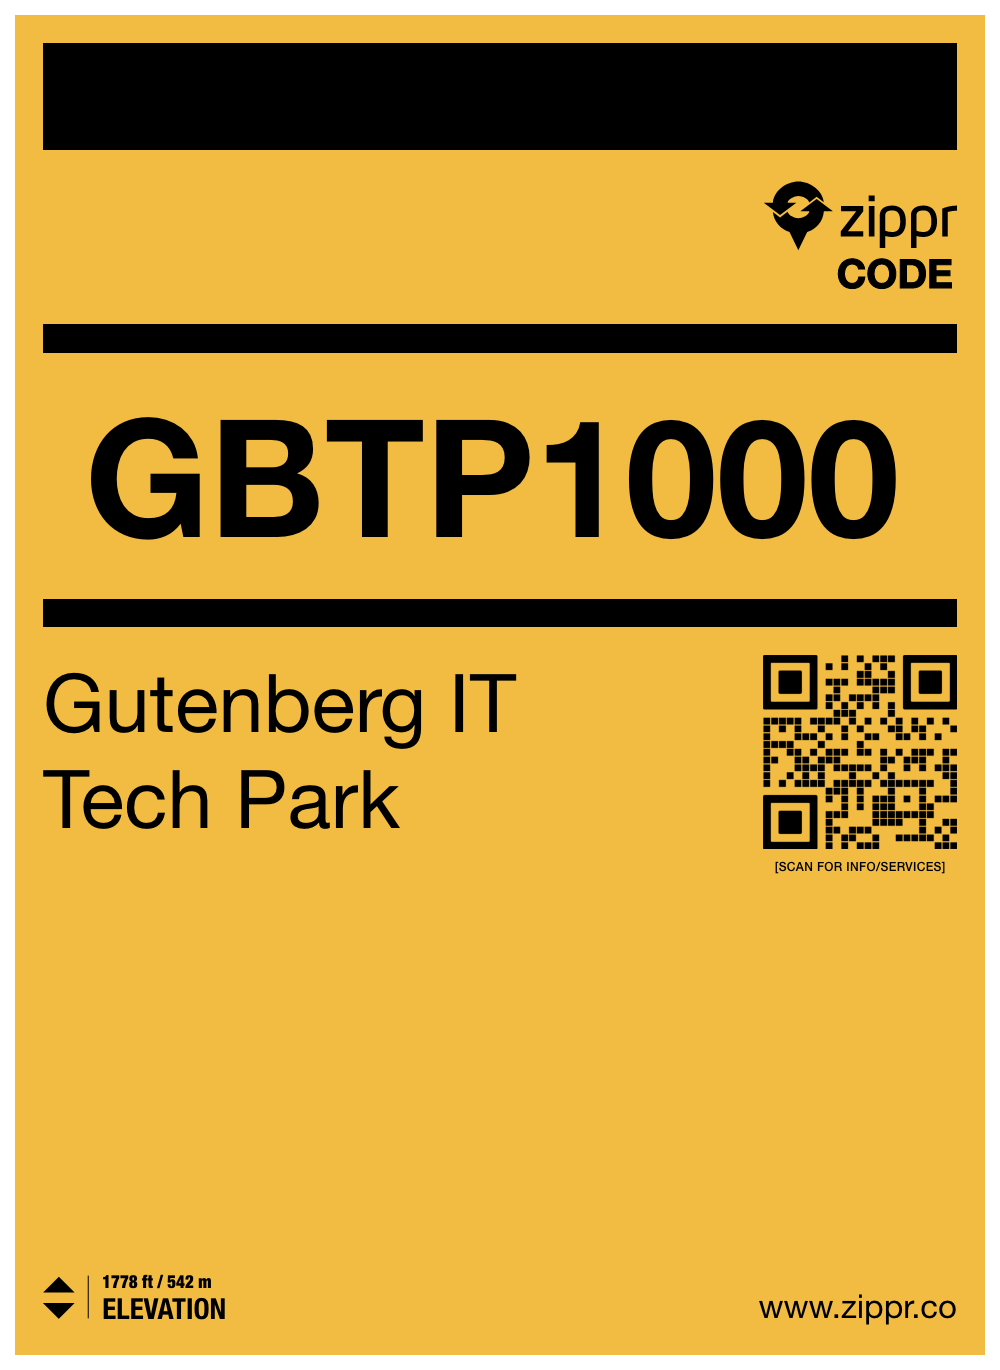 zippr
CODE
GBTP1000
Gutenberg IT
Tech Park
[SCAN FOR INFO/SERVICES]
1778 ft / 542 m
ELEVATION
www.zippr.co